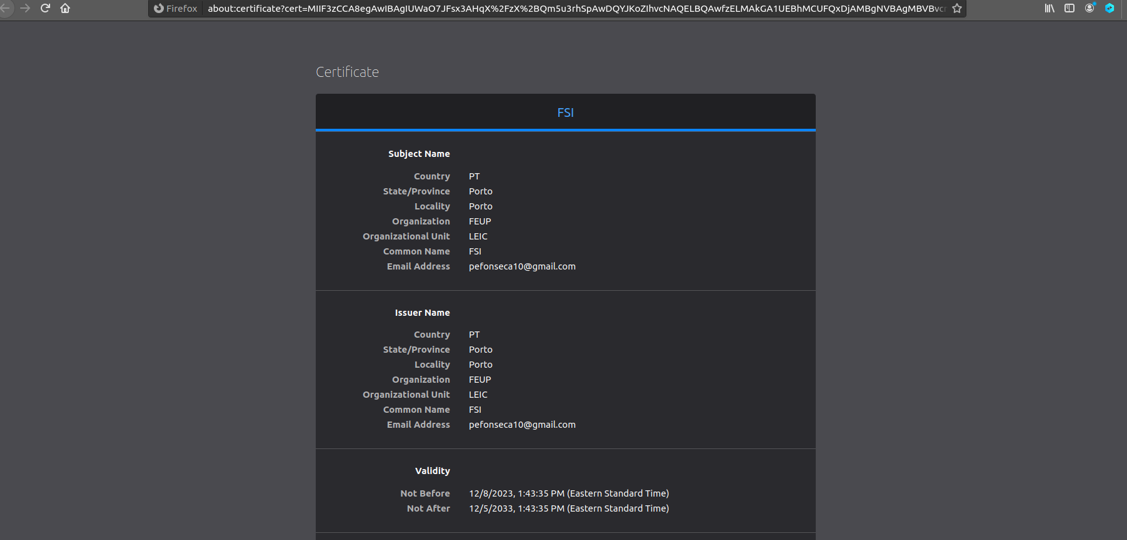 Firefox about:certificate?cert=MIIF3zCCA8egAwIBAgIUWaO7JFsx3AHqX%2FzX%2BQm5u3rhSpAwDQYJKoZIhvcNAQELBQAwfzELMAkGA1UEBhMCUFQxDjAMBgNVBAgMBVBvc
Certificate
FSI
Subject Name
Country PT
State/Province Porto
Locality Porto
Organization FEUP
Organizational Unit LEIC
Common Name FSI
Email Address pefonseca10@gmail.com
Issuer Name
Country PT
State/Province Porto
Locality Porto
Organization FEUP
Organizational Unit LEIC
Common Name FSI
Email Address pefonseca10@gmail.com
Validity
Not Before 12/8/2023, 1:43:35 PM (Eastern Standard Time)
Not After 12/5/2033, 1:43:35 PM (Eastern Standard Time)